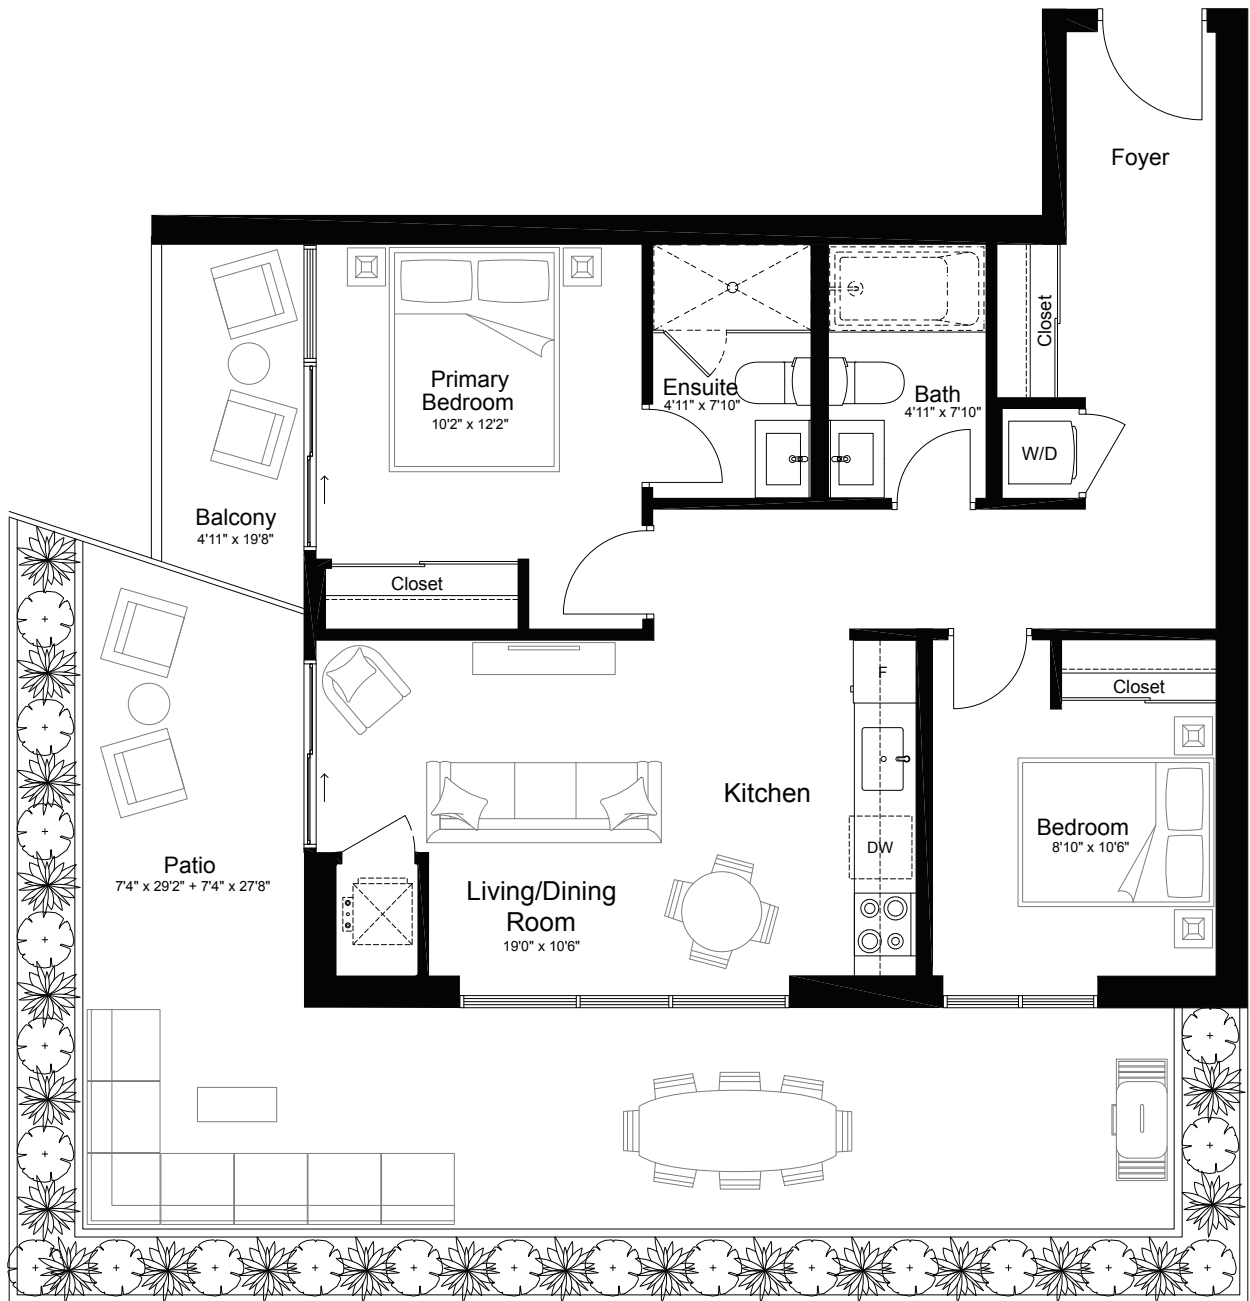 Foyer
Closet
Primary
Bedroom
10'2" x 12'2"
Ensuite
4'11" x 7'10"
Bath
4'11" x 7'10"
W/D
Balcony
4'11" x 19'8"
Closet
F
Closet
Kitchen
Bedroom
8'10" x 10'6"
DW
Patio
7'4" x 29'2" + 7'4" x 27'8"
Living/Dining
Room
19'0" x 10'6"